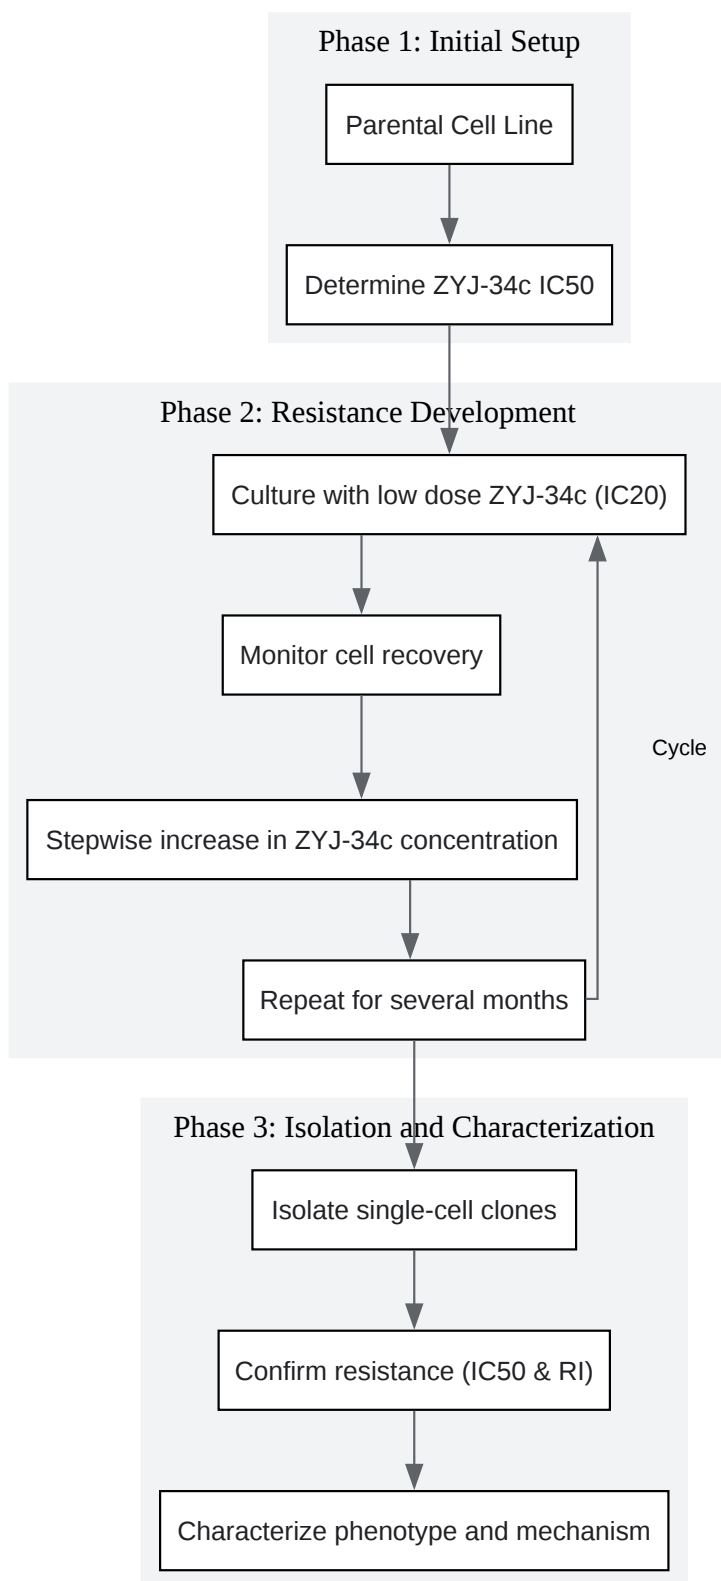 Phase 1: Initial Setup
Parental Cell Line
Determine ZYJ-34c IC50
Phase 2: Resistance Development
Culture with low dose ZYJ-34c (IC20)
Monitor cell recovery
Cycle
Stepwise increase in ZYJ-34c concentration
Repeat for several months
Phase 3: Isolation and Characterization
Isolate single-cell clones
Confirm resistance (IC50 & RI)
Characterize phenotype and mechanism